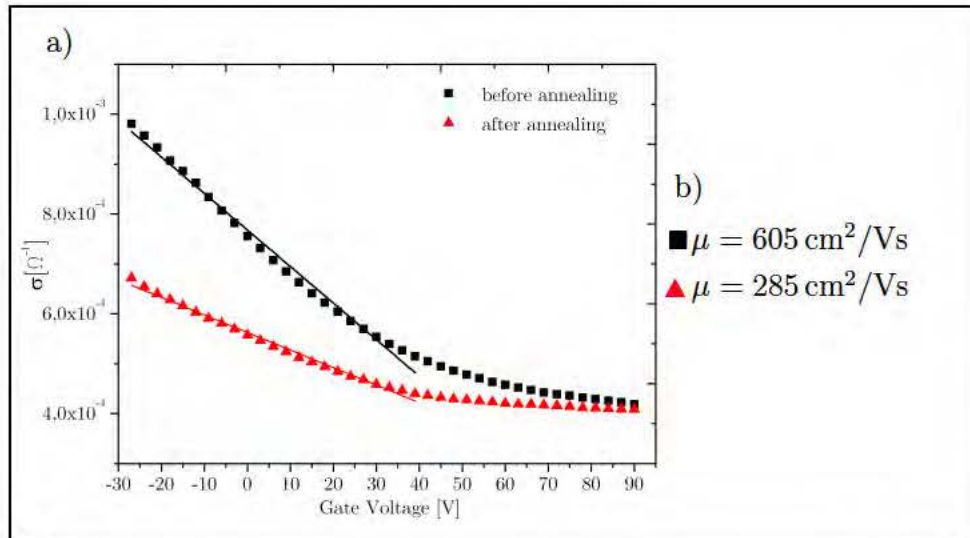 a)
before annealing
after annealing
1,0x10⁻³
8,0x10⁻⁴
6,0x10⁻⁴
4,0x10⁻⁴
σ[Ω⁻¹]
-30 -20 -10 0 10 20 30 40 50 60 70 80 90
Gate Voltage [V]
b)
μ = 605 cm²/Vs
μ = 285 cm²/Vs